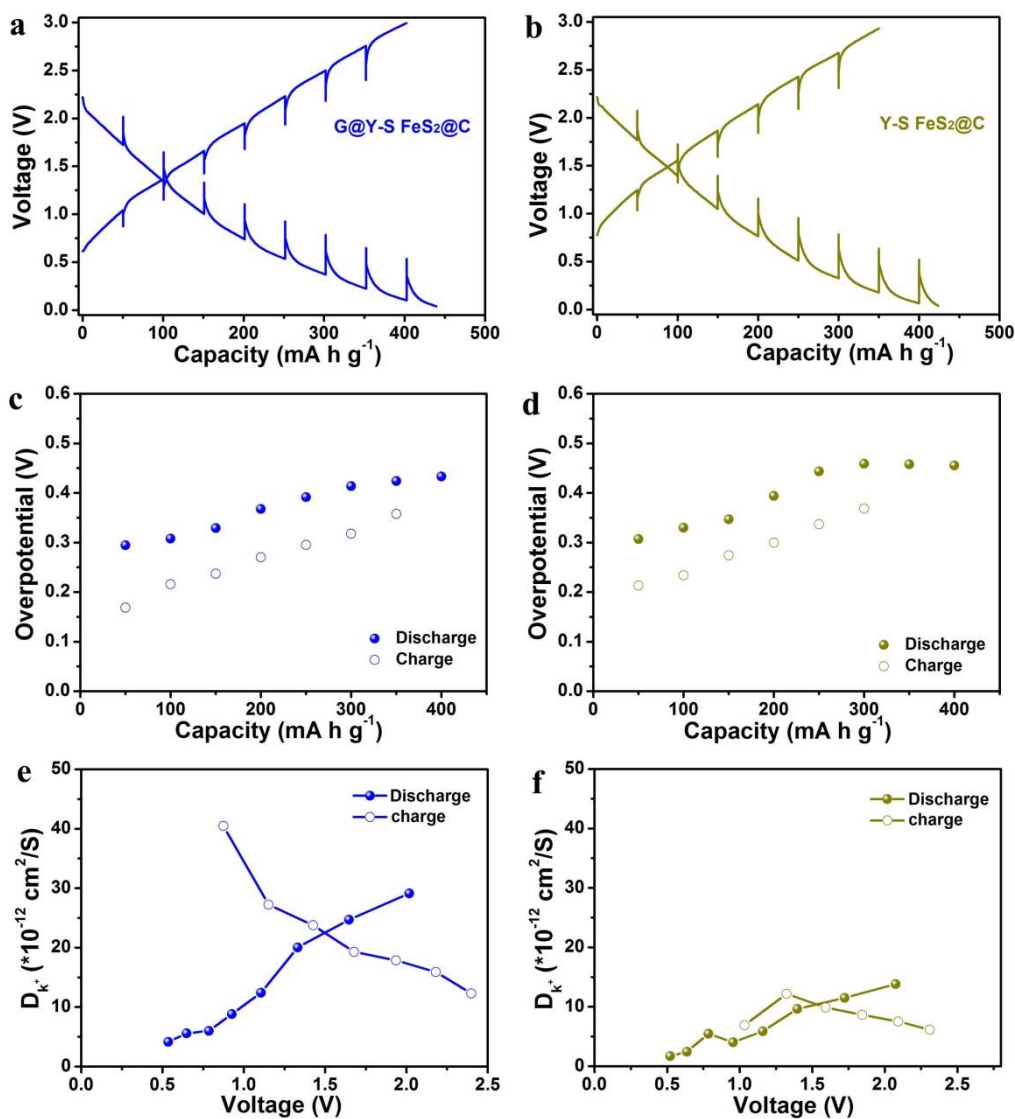 a
3.0
2.5
2.0
1.5
1.0
0.5
0.0
Voltage (V)
G@Y-S FeS₂@C
0 100 200 300 400 500
Capacity (mA h g⁻¹)
b
3.0
2.5
2.0
1.5
1.0
0.5
0.0
Voltage (V)
Y-S FeS₂@C
0 100 200 300 400 500
Capacity (mA h g⁻¹)
c
0.6
0.5
0.4
0.3
0.2
0.1
0.0
Overpotential (V)
Discharge
Charge
0 100 200 300 400
Capacity (mA h g⁻¹)
d
0.6
0.5
0.4
0.3
0.2
0.1
0.0
Overpotential (V)
Discharge
Charge
0 100 200 300 400
Capacity (mA h g⁻¹)
e
50
40
30
20
10
0
D_k⁺ (*10⁻¹² cm²/S)
Discharge
charge
0.0 0.5 1.0 1.5 2.0 2.5
Voltage (V)
f
50
40
30
20
10
0
D_k⁺ (*10⁻¹² cm²/S)
Discharge
charge
0.0 0.5 1.0 1.5 2.0 2.5
Voltage (V)